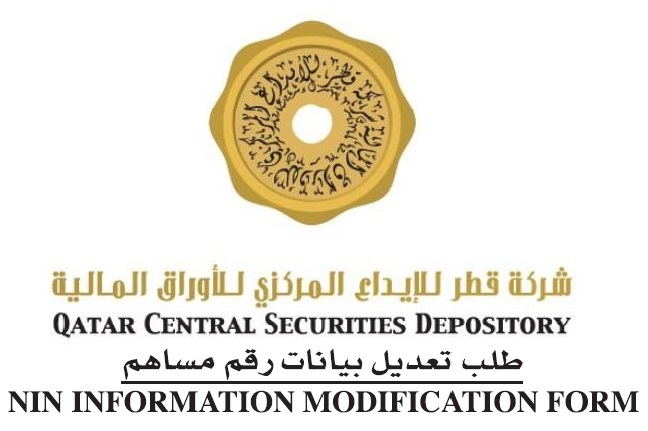 شركة قطر للإيداع المركزي للأوراق المالية
QATAR CENTRAL SECURITIES DEPOSITORY
طلب تعديل بيانات رقم مساهم
NIN INFORMATION MODIFICATION FORM